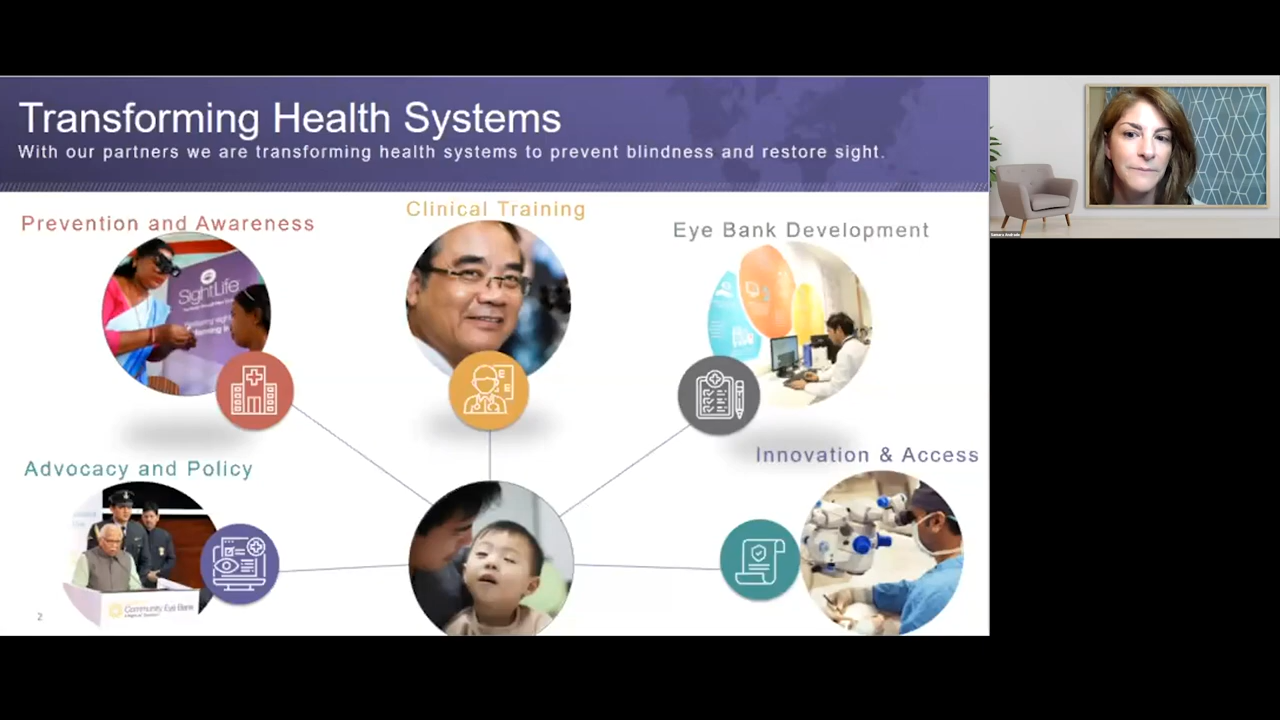 Transforming Health Systems
With our partners we are transforming health systems to prevent blindness and restore sight.
Prevention and Awareness
Clinical Training
Eye Bank Development
SightLife
Advocacy and Policy
Innovation & Access
Community Eye Bank
2